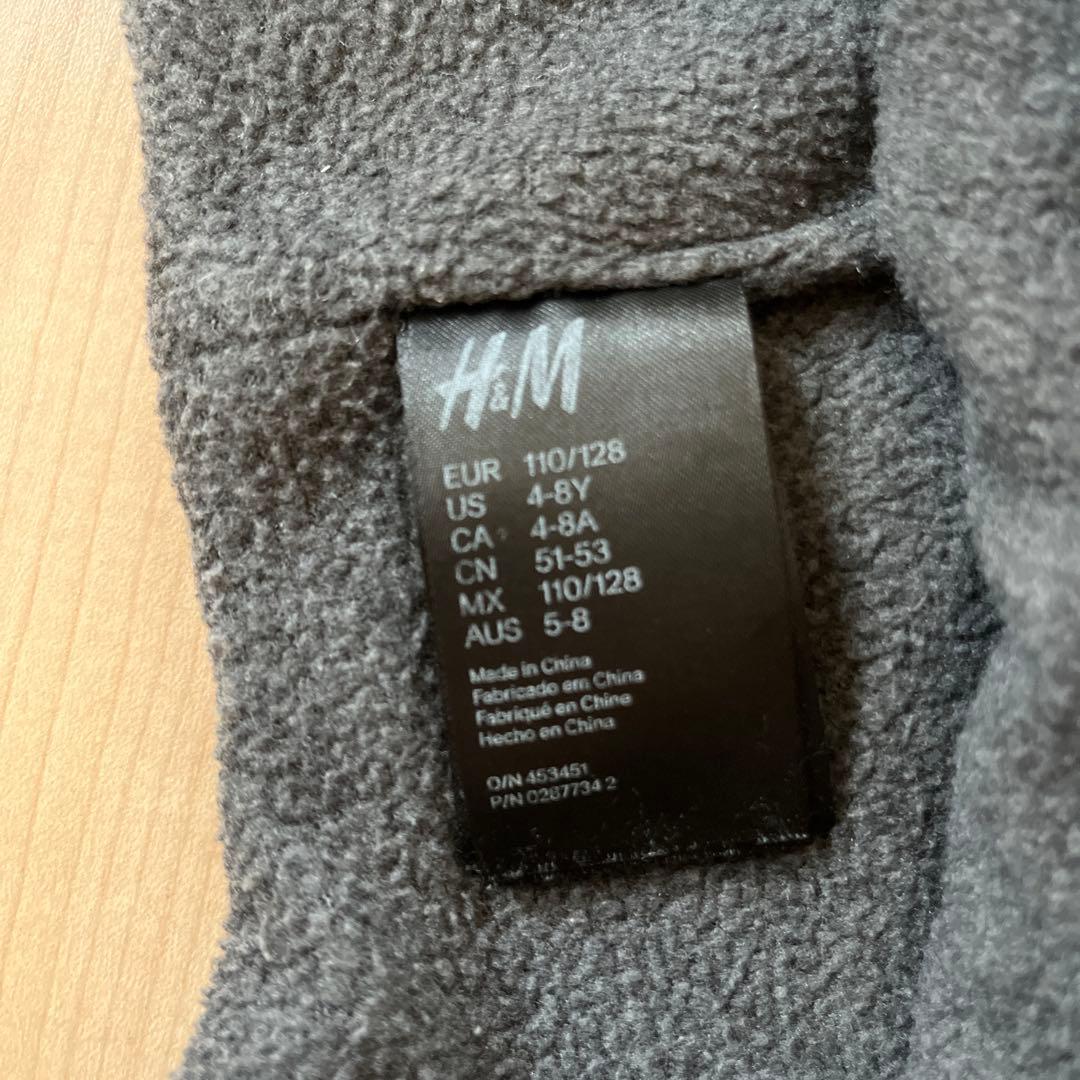 H&M
EUR 110/128
US 4-8Y
CA 4-8A
CN 51-53
MX 110/128
AUS 5-8
Made in China
Fabricado em China
Fabriqué en Chine
Hecho en China
O/N 453451
P/N 0287734 2